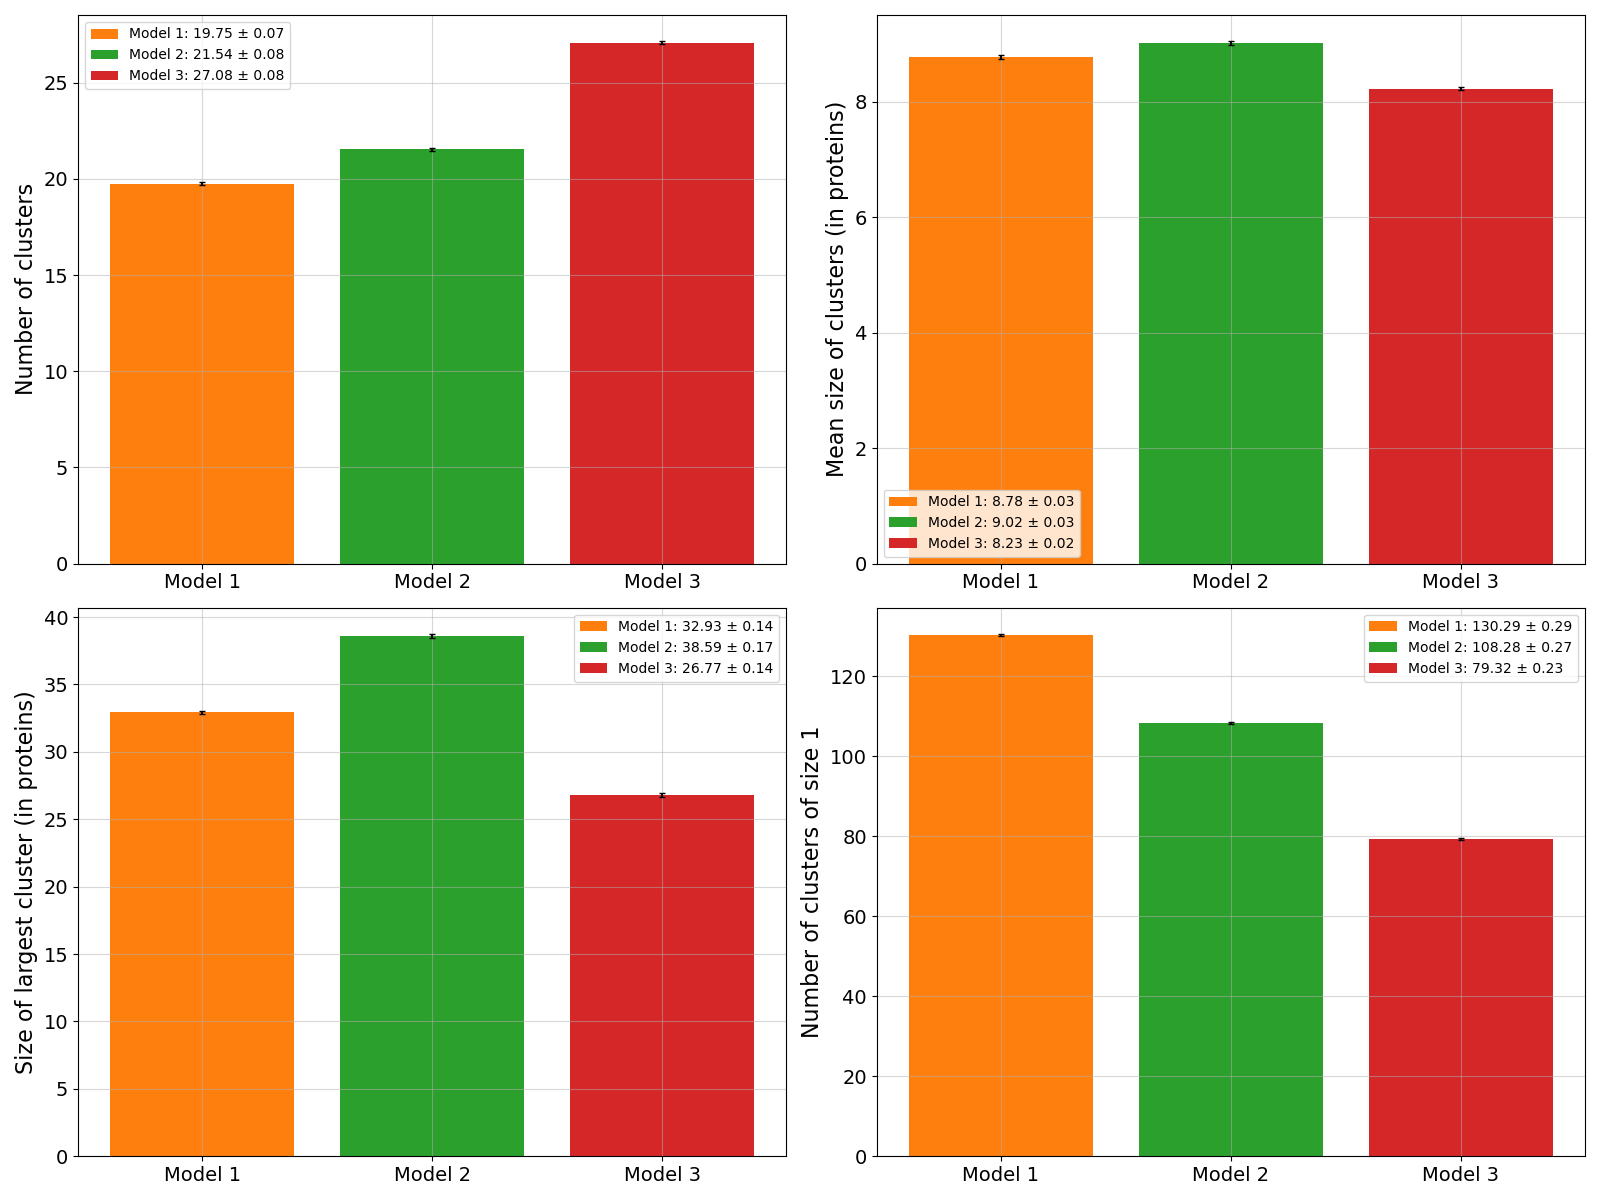 Number of clusters
25
20
15
10
5
0
Model 1: 19.75 ± 0.07
Model 2: 21.54 ± 0.08
Model 3: 27.08 ± 0.08
Model 1
Model 2
Model 3
Mean size of clusters (in proteins)
8
6
4
2
0
Model 1: 8.78 ± 0.03
Model 2: 9.02 ± 0.03
Model 3: 8.23 ± 0.02
Model 1
Model 2
Model 3
Size of largest cluster (in proteins)
40
35
30
25
20
15
10
5
0
Model 1: 32.93 ± 0.14
Model 2: 38.59 ± 0.17
Model 3: 26.77 ± 0.14
Model 1
Model 2
Model 3
Number of clusters of size 1
120
100
80
60
40
20
0
Model 1: 130.29 ± 0.29
Model 2: 108.28 ± 0.27
Model 3: 79.32 ± 0.23
Model 1
Model 2
Model 3